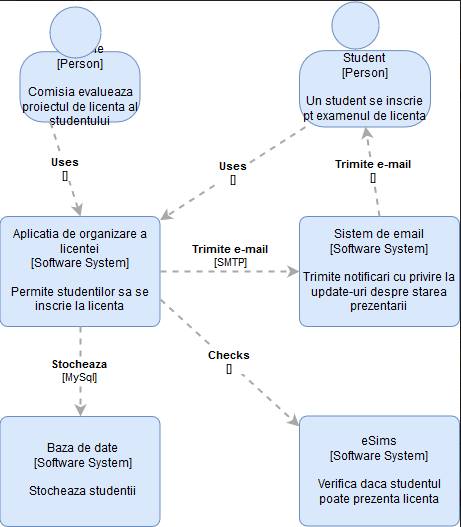 [Person]
Comisia evalueaza
proiectul de licenta al
studentului
Student
[Person]
Un student se inscrie
pt examenul de licenta
Uses
[]
Uses
[]
Trimite e-mail
[]
Aplicatia de organizare a
licentei
[Software System]
Permite studentilor sa se
inscrie la licenta
Trimite e-mail
[SMTP]
Sistem de email
[Software System]
Trimite notificari cu privire la
update-uri despre starea
prezentarii
Stocheaza
[MySql]
Checks
[]
Baza de date
[Software System]
Stocheaza studentii
eSims
[Software System]
Verifica daca studentul
poate prezenta licenta